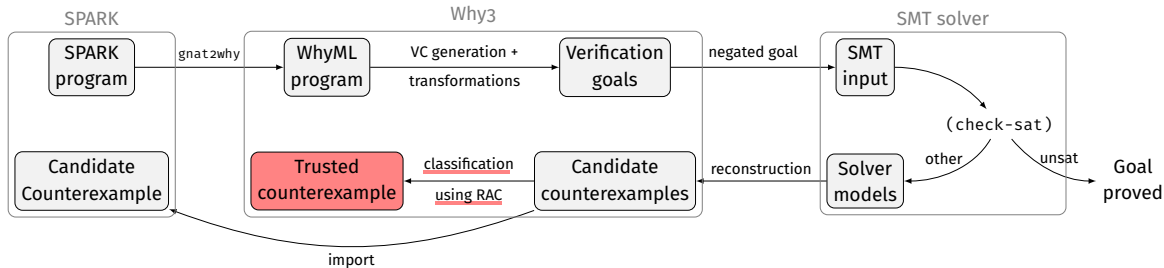 SPARK
Why3
SMT solver
SPARK
program
gnat2why
WhyML
program
VC generation +
transformations
Verification
goals
negated goal
SMT
input
(check-sat)
other
unsat
Goal
proved
Solver
models
reconstruction
Candidate
counterexamples
classification
using RAC
Trusted
counterexample
Candidate
Counterexample
import